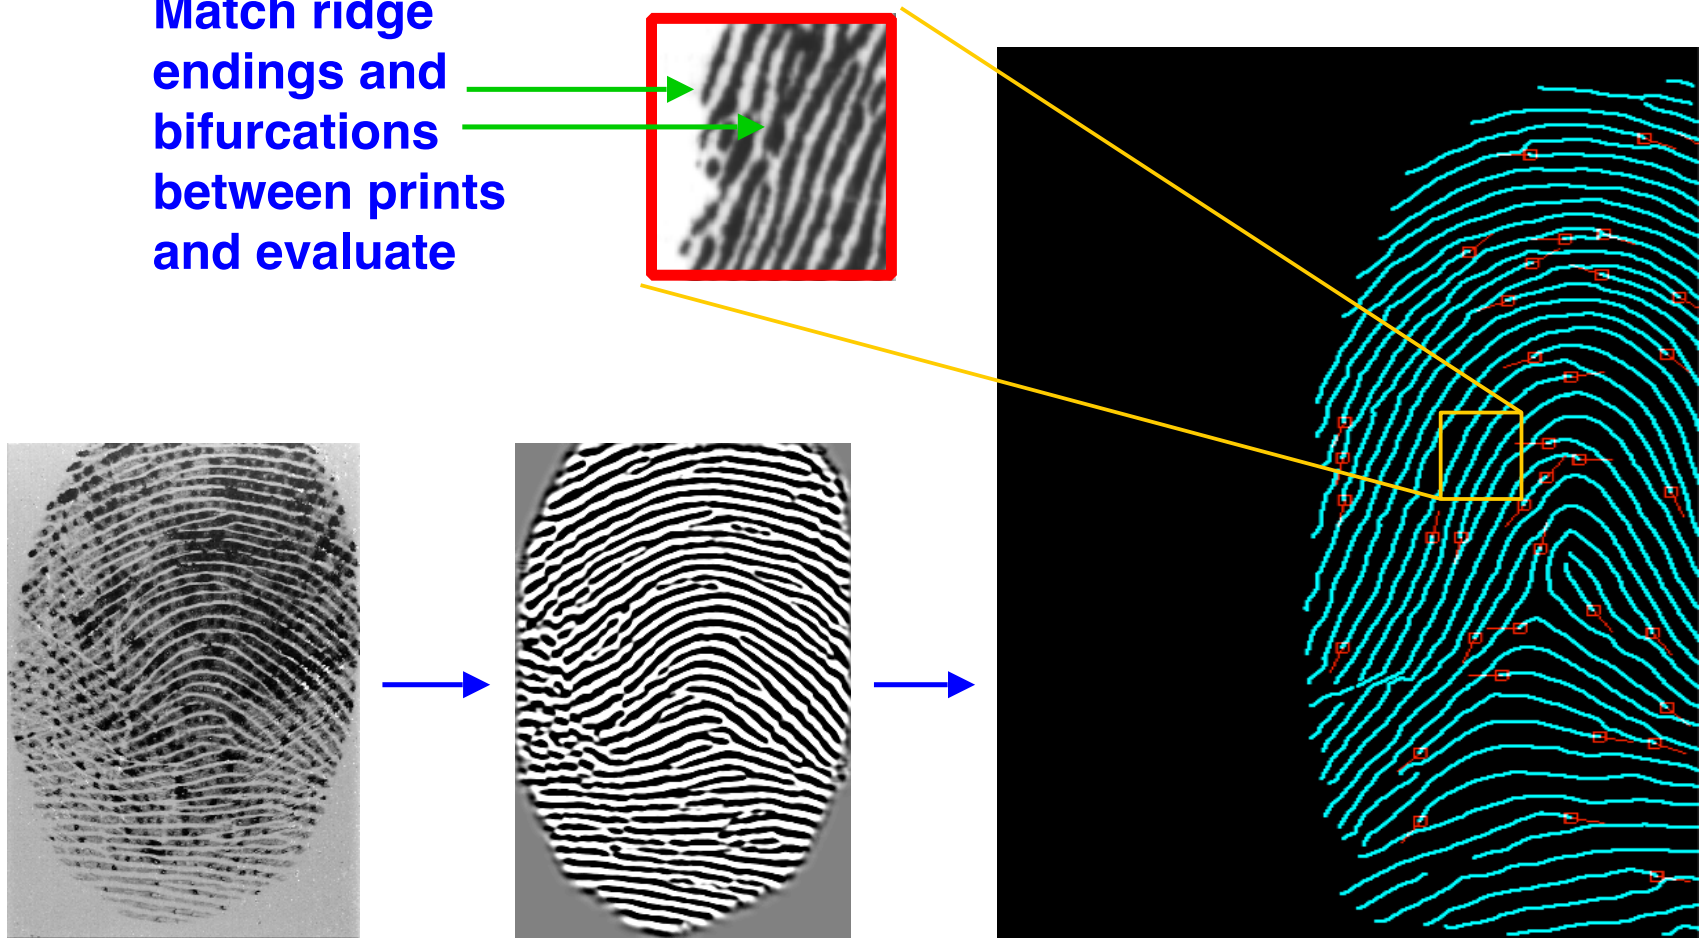 Match ridge
endings and
bifurcations
between prints
and evaluate